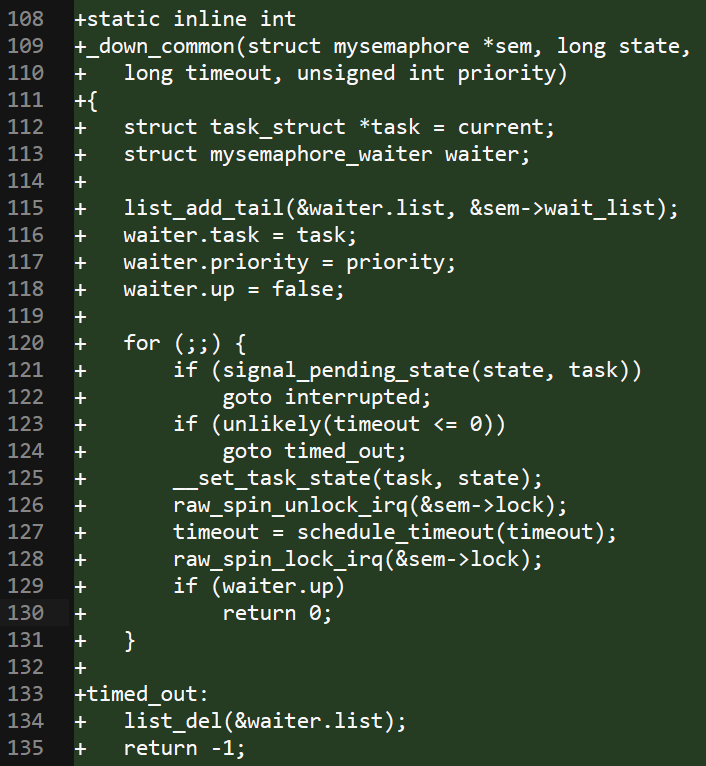 108 +static inline int
109 +_down_common(struct mysemaphore *sem, long state,
110 +   long timeout, unsigned int priority)
111 +{
112 +   struct task_struct *task = current;
113 +   struct mysemaphore_waiter waiter;
114 +
115 +   list_add_tail(&waiter.list, &sem->wait_list);
116 +   waiter.task = task;
117 +   waiter.priority = priority;
118 +   waiter.up = false;
119 +
120 +   for (;;) {
121 +       if (signal_pending_state(state, task))
122 +           goto interrupted;
123 +       if (unlikely(timeout <= 0))
124 +           goto timed_out;
125 +       __set_task_state(task, state);
126 +       raw_spin_unlock_irq(&sem->lock);
127 +       timeout = schedule_timeout(timeout);
128 +       raw_spin_lock_irq(&sem->lock);
129 +       if (waiter.up)
130 +           return 0;
131 +   }
132 +
133 +timed_out:
134 +   list_del(&waiter.list);
135 +   return -1;